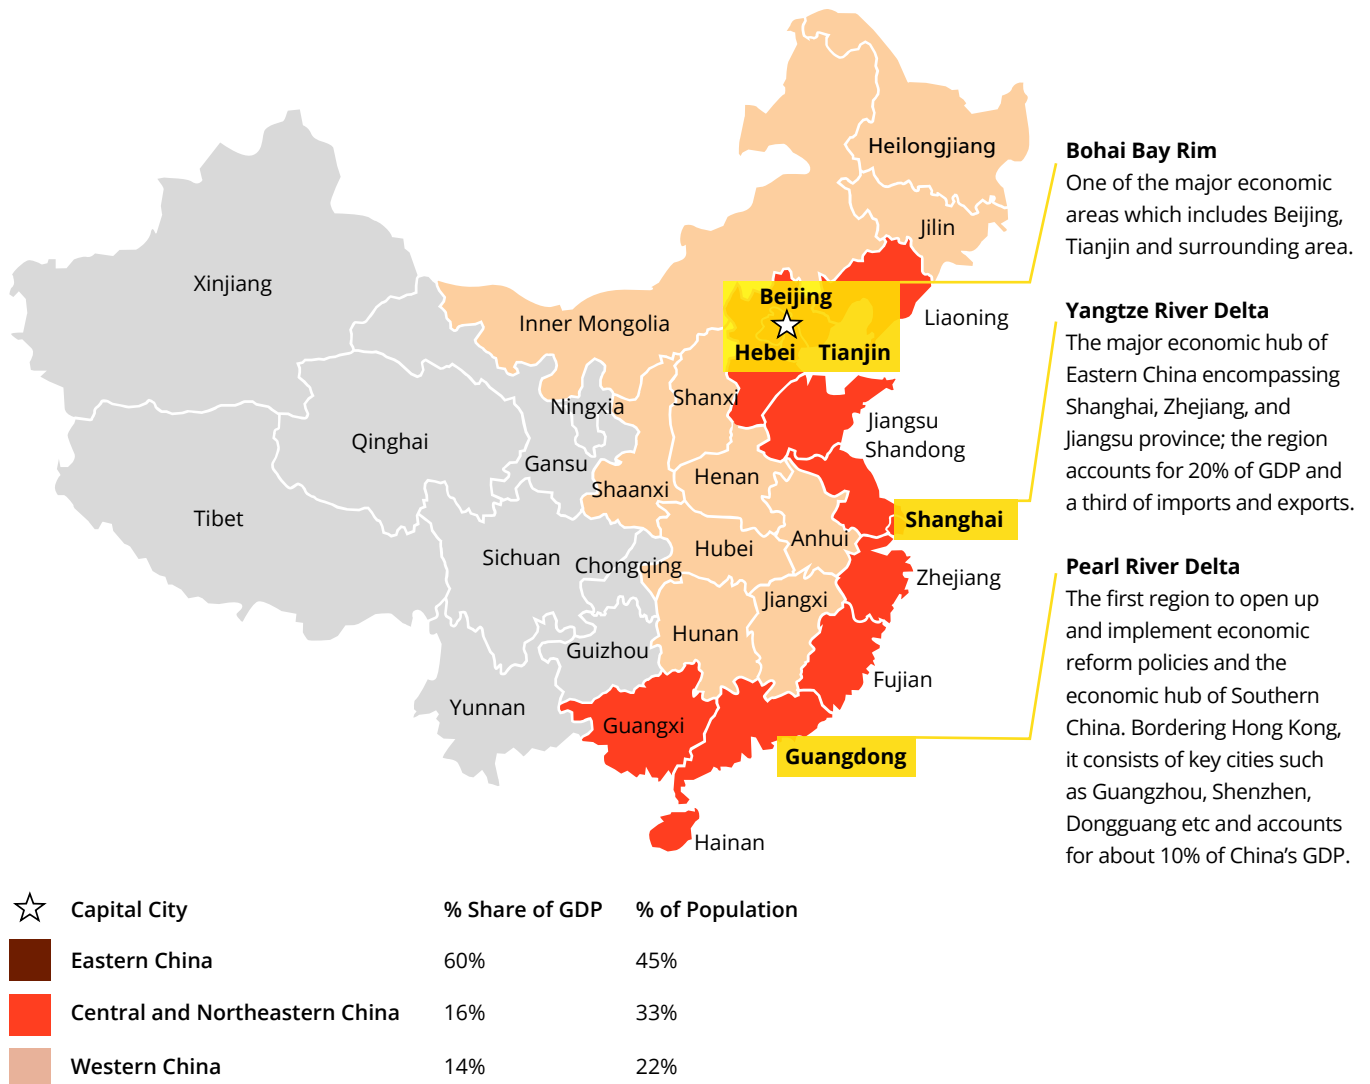 Heilongjiang
Jilin
Xinjiang
Inner Mongolia
Beijing
Liaoning
Hebei Tianjin
Ningxia
Shanxi
Jiangsu
Shandong
Qinghai
Gansu
Henan
Shaanxi
Tibet
Shanghai
Sichuan
Chongqing
Hubei
Anhui
Zhejiang
Jiangxi
Hunan
Guizhou
Fujian
Yunnan
Guangxi
Guangdong
Hainan
Bohai Bay Rim
One of the major economic
areas which includes Beijing,
Tianjin and surrounding area.
Yangtze River Delta
The major economic hub of
Eastern China encompassing
Shanghai, Zhejiang, and
Jiangsu province; the region
accounts for 20% of GDP and
a third of imports and exports.
Pearl River Delta
The first region to open up
and implement economic
reform policies and the
economic hub of Southern
China. Bordering Hong Kong,
it consists of key cities such
as Guangzhou, Shenzhen,
Dongguang etc and accounts
for about 10% of China’s GDP.
Capital City % Share of GDP % of Population
Eastern China 60% 45%
Central and Northeastern China 16% 33%
Western China 14% 22%